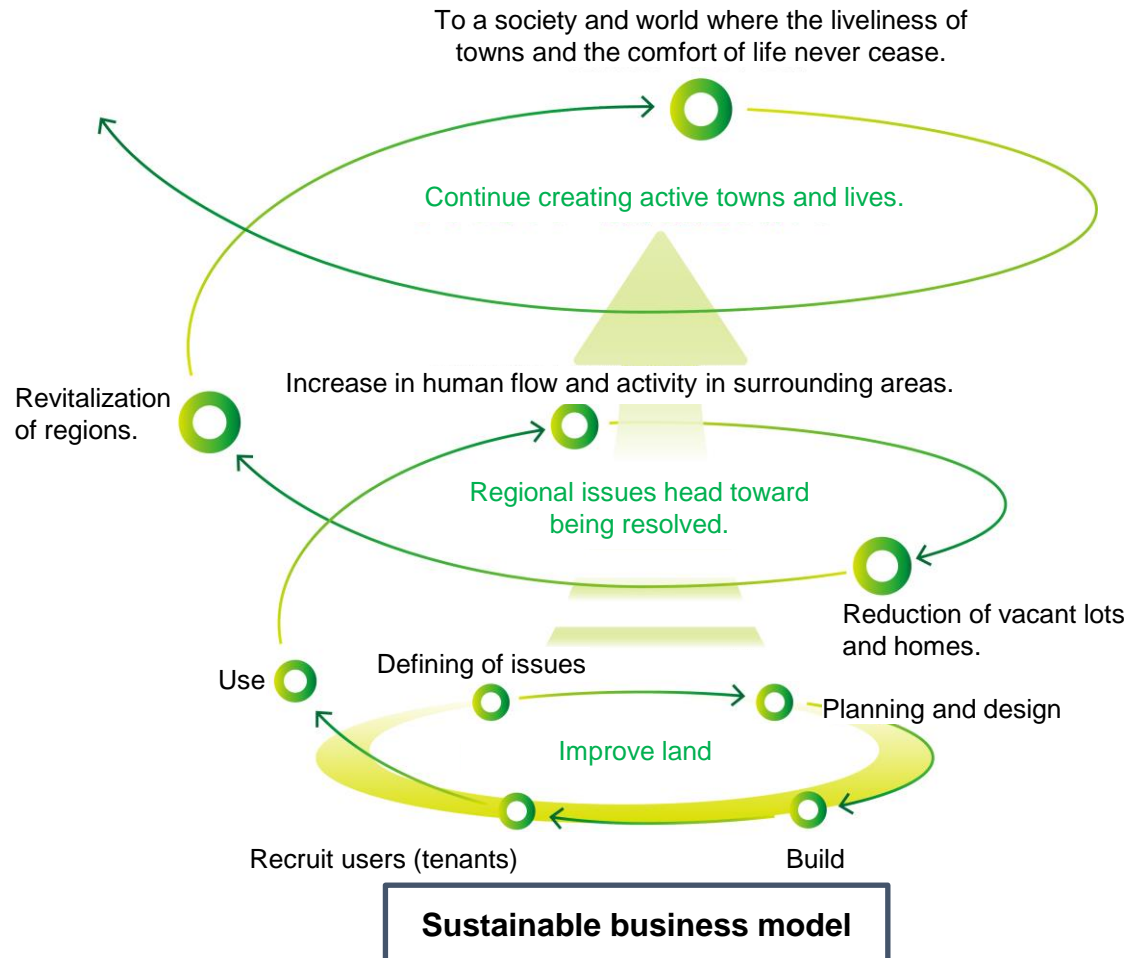 To a society and world where the liveliness of
towns and the comfort of life never cease.
Continue creating active towns and lives.
Increase in human flow and activity in surrounding areas.
Revitalization
of regions.
Regional issues head toward
being resolved.
Reduction of vacant lots
and homes.
Defining of issues
Use
Planning and design
Improve land
Recruit users (tenants)
Build
Sustainable business model